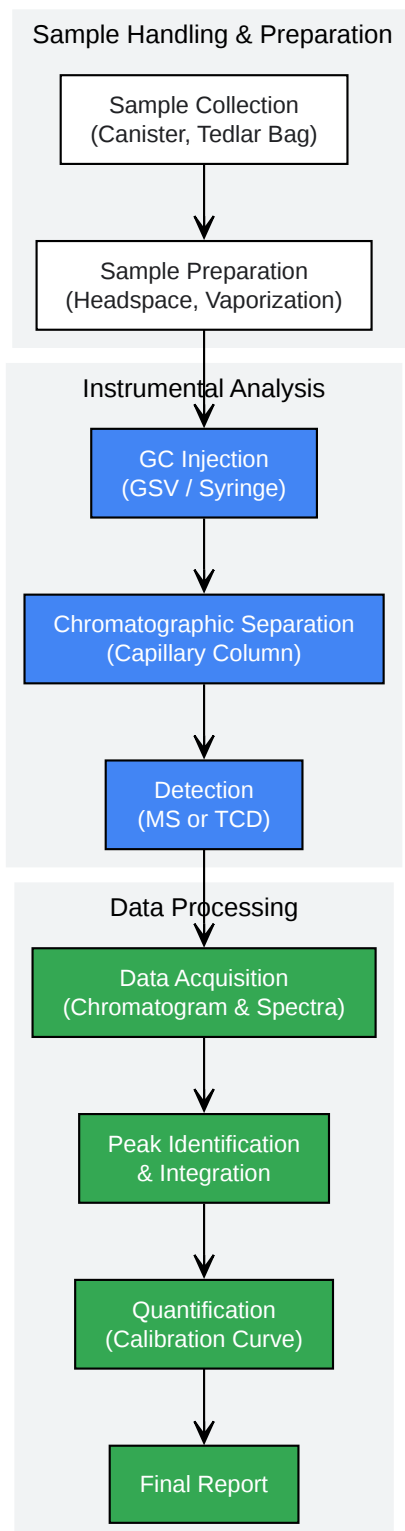 Sample Handling & Preparation
Sample Collection
(Canister, Tedlar Bag)
Sample Preparation
(Headspace, Vaporization)
Instrumental Analysis
GC Injection
(GSV / Syringe)
Chromatographic Separation
(Capillary Column)
Detection
(MS or TCD)
Data Processing
Data Acquisition
(Chromatogram & Spectra)
Peak Identification
& Integration
Quantification
(Calibration Curve)
Final Report